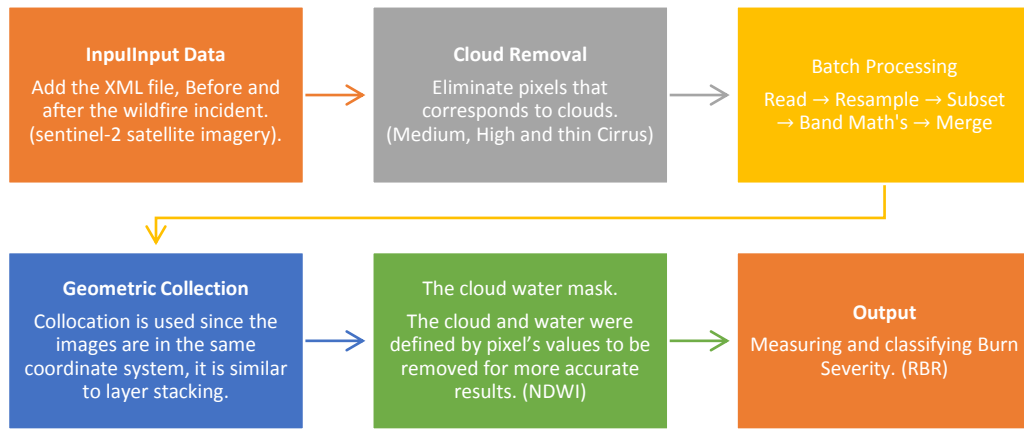 InpulInput Data
Add the XML file, Before and
after the wildfire incident.
(sentinel-2 satellite imagery).
Cloud Removal
Eliminate pixels that
corresponds to clouds.
(Medium, High and thin Cirrus)
Batch Processing
Read → Resample → Subset
→ Band Math's → Merge
Geometric Collection
Collocation is used since the
images are in the same
coordinate system, it is similar
to layer stacking.
The cloud water mask.
The cloud and water were
defined by pixel’s values to be
removed for more accurate
results. (NDWI)
Output
Measuring and classifying Burn
Severity. (RBR)